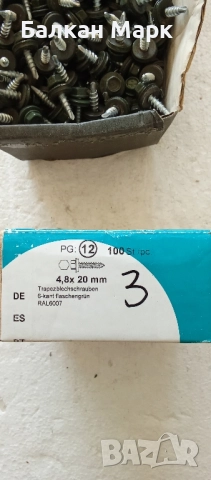 Балкан Марк
PG: 12 100 St./pc
4,8x 20 mm
3
DE Trapezblechschrauben
6-kant flaschengrün
RAL6007
ES
BAZAR